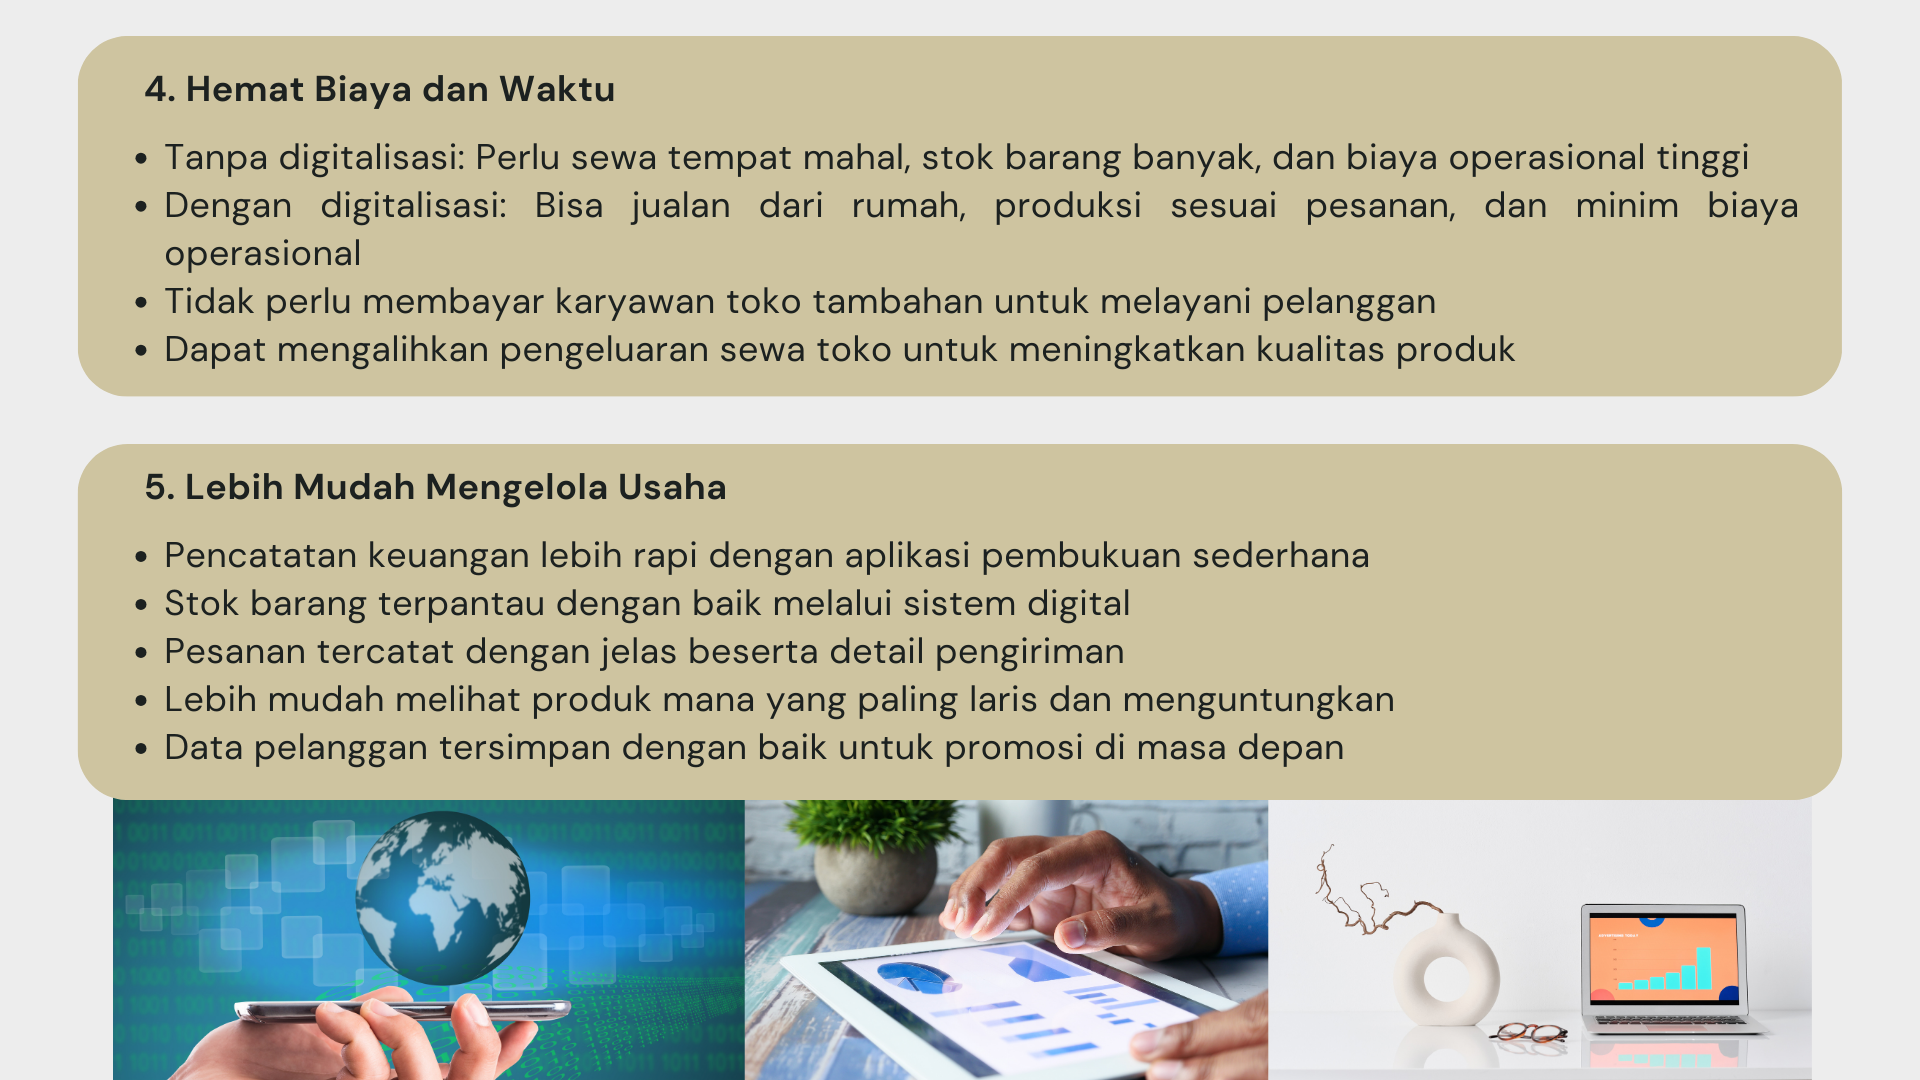 4. Hemat Biaya dan Waktu
• Tanpa digitalisasi: Perlu sewa tempat mahal, stok barang banyak, dan biaya operasional tinggi
• Dengan digitalisasi: Bisa jualan dari rumah, produksi sesuai pesanan, dan minim biaya
operasional
• Tidak perlu membayar karyawan toko tambahan untuk melayani pelanggan
• Dapat mengalihkan pengeluaran sewa toko untuk meningkatkan kualitas produk
5. Lebih Mudah Mengelola Usaha
• Pencatatan keuangan lebih rapi dengan aplikasi pembukuan sederhana
• Stok barang terpantau dengan baik melalui sistem digital
• Pesanan tercatat dengan jelas beserta detail pengiriman
• Lebih mudah melihat produk mana yang paling laris dan menguntungkan
• Data pelanggan tersimpan dengan baik untuk promosi di masa depan